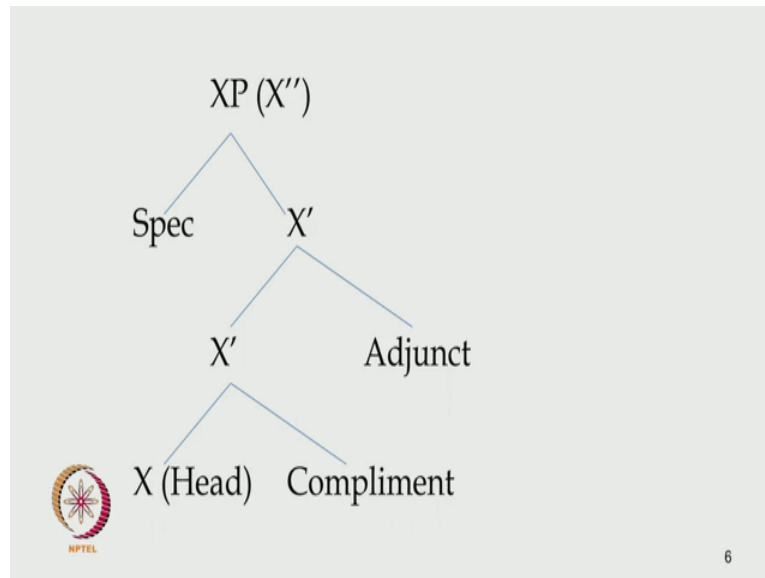 XP (X’’)
Spec X’
X’ Adjunct
X (Head) Compliment
NPTEL
6